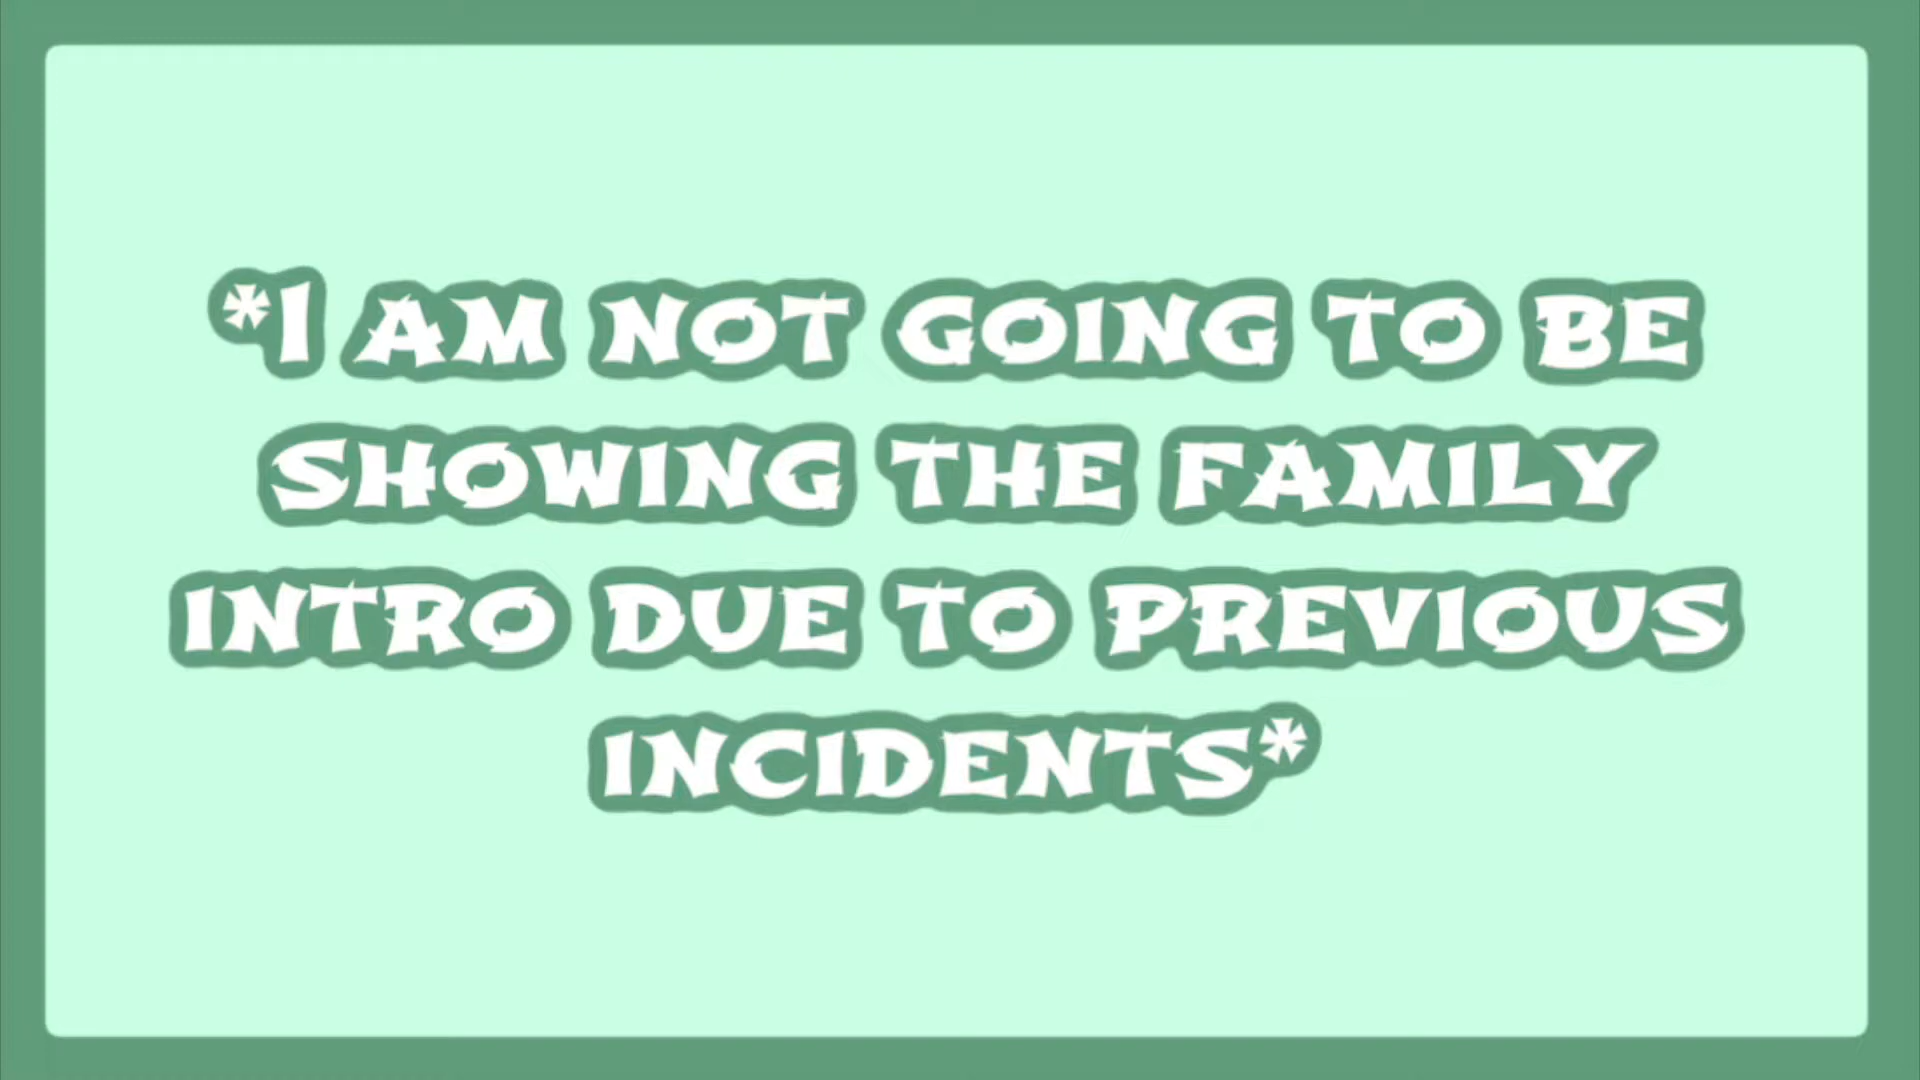 *I AM NOT GOING TO BE
SHOWING THE FAMILY
INTRO DUE TO PREVIOUS
INCIDENTS*